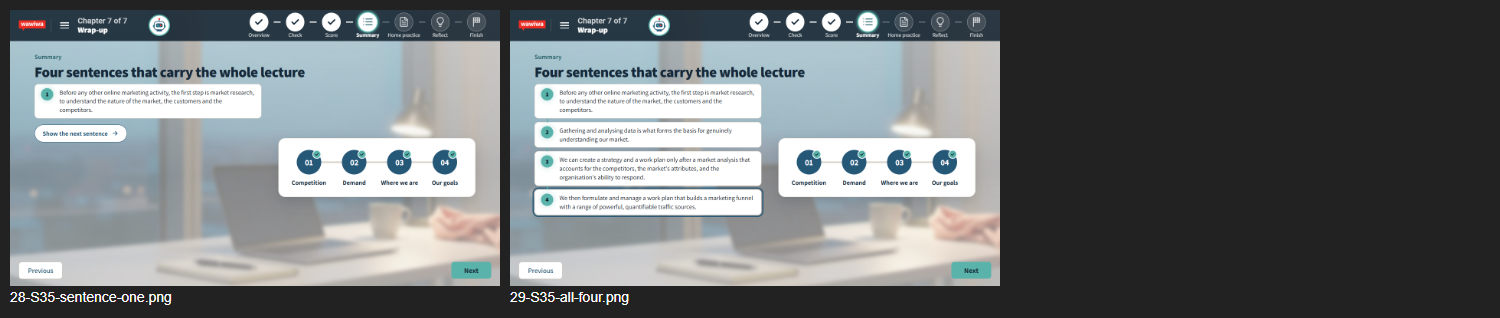 wawiwa
Chapter 7 of 7
Wrap-up
Overview
Check
Score
Summary
Home practice
Reflect
Finish
Summary
Four sentences that carry the whole lecture
1
Before any other online marketing activity, the first step is market research,
to understand the nature of the market, the customers and the
competitors.
Show the next sentence →
01
02
03
04
Competition
Demand
Where we are
Our goals
Previous
Next
28-S35-sentence-one.png
wawiwa
Chapter 7 of 7
Wrap-up
Overview
Check
Score
Summary
Home practice
Reflect
Finish
Summary
Four sentences that carry the whole lecture
1
Before any other online marketing activity, the first step is market research,
to understand the nature of the market, the customers and the
competitors.
2
Gathering and analysing data is what forms the basis for genuinely
understanding our market.
3
We can create a strategy and a work plan only after a market analysis that
accounts for the competitors, the market's attributes, and the
organisation's ability to respond.
4
We then formulate and manage a work plan that builds a marketing funnel
with a range of powerful, quantifiable traffic sources.
01
02
03
04
Competition
Demand
Where we are
Our goals
Previous
Next
29-S35-all-four.png